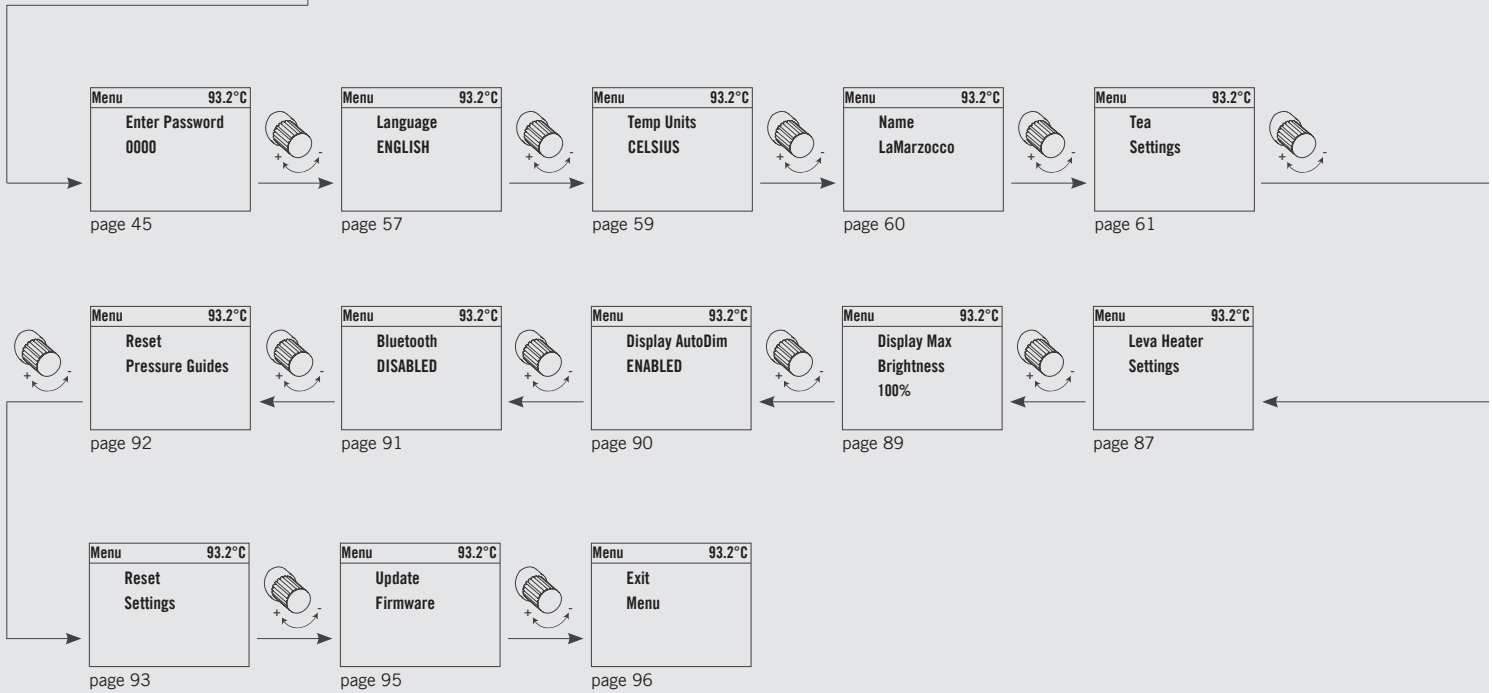 Menu 93.2°C
Enter Password
0000
page 45
+ -
Menu 93.2°C
Language
ENGLISH
page 57
+ -
Menu 93.2°C
Temp Units
CELSIUS
page 59
+ -
Menu 93.2°C
Name
LaMarzocco
page 60
+ -
Menu 93.2°C
Tea
Settings
page 61
+ -
+ -
Menu 93.2°C
Reset
Pressure Guides
page 92
+ -
Menu 93.2°C
Bluetooth
DISABLED
page 91
+ -
Menu 93.2°C
Display AutoDim
ENABLED
page 90
+ -
Menu 93.2°C
Display Max
Brightness
100%
page 89
+ -
Menu 93.2°C
Leva Heater
Settings
page 87
Menu 93.2°C
Reset
Settings
page 93
+ -
Menu 93.2°C
Update
Firmware
page 95
+ -
Menu 93.2°C
Exit
Menu
page 96